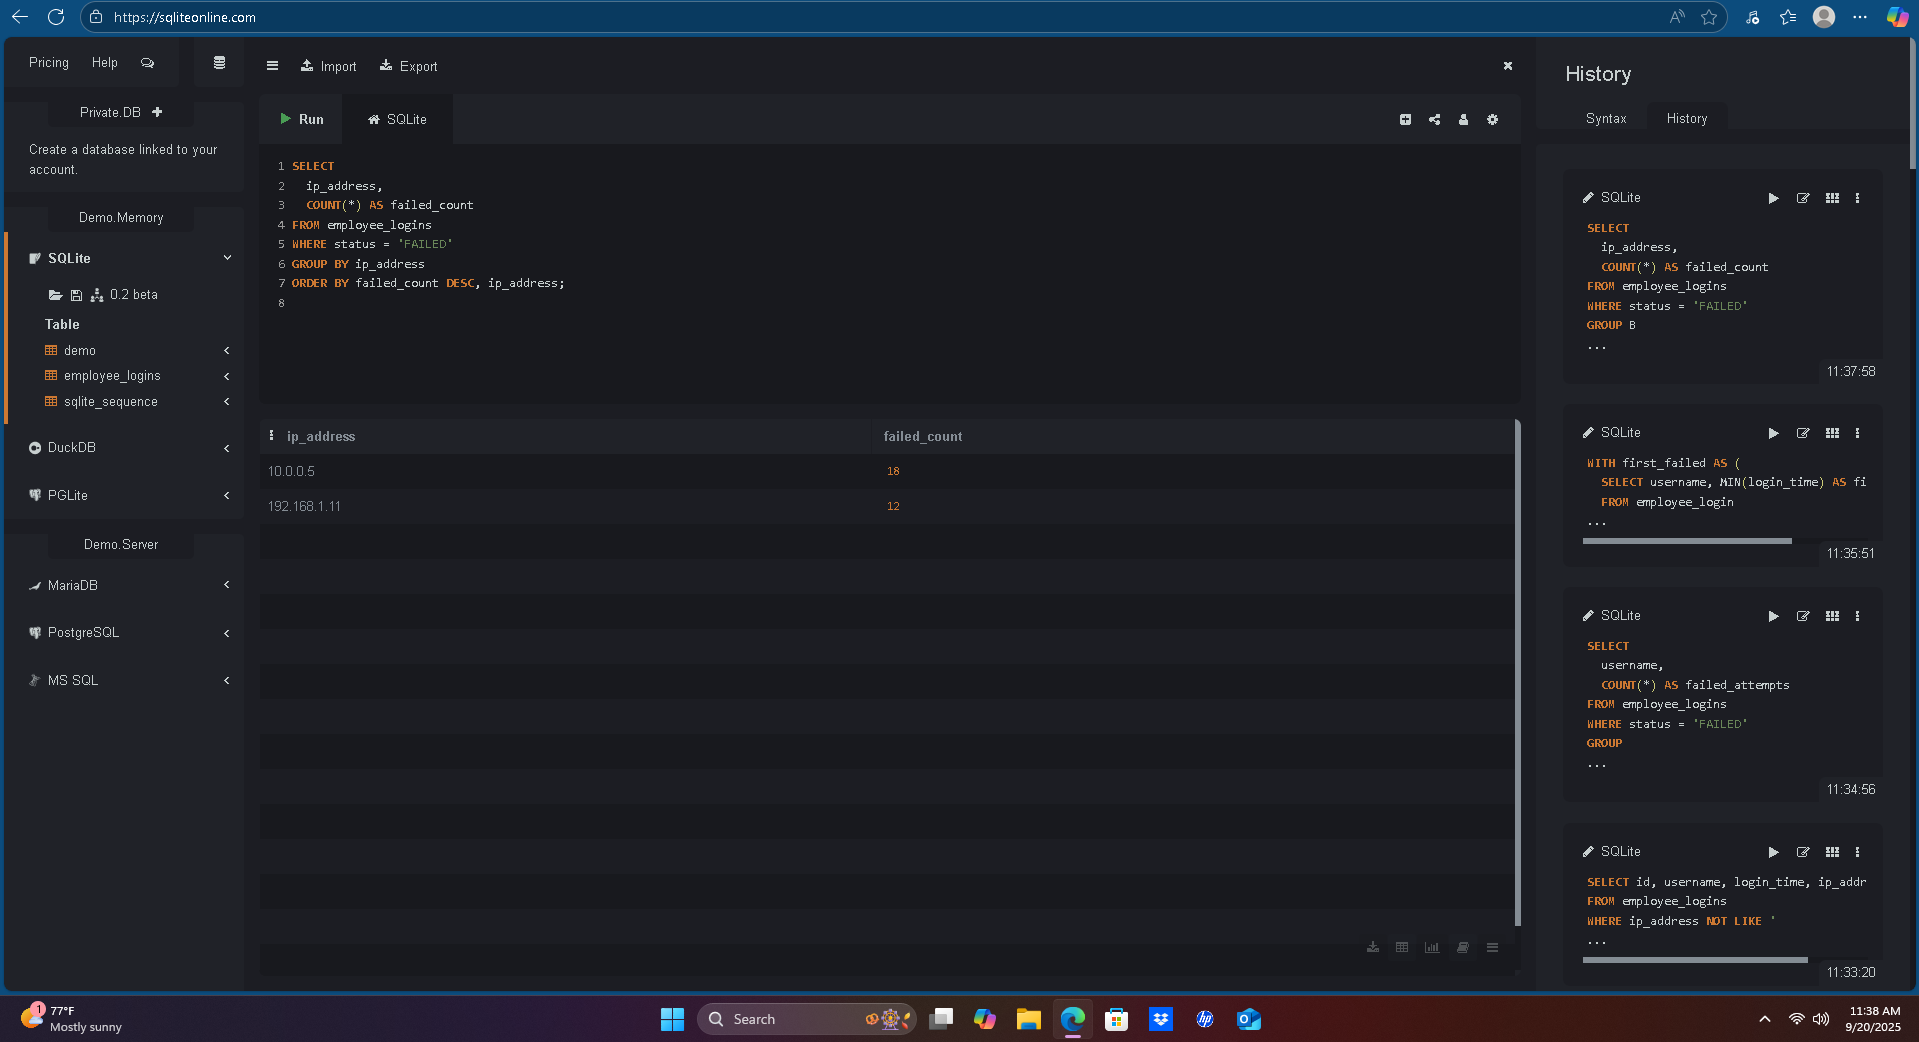 https://sqliteonline.com
Pricing Help
Import Export
Private.DB
Create a database linked to your
account.
Demo.Memory
SQLite
0.2 beta
Table
demo
employee_logins
sqlite_sequence
DuckDB
PGLite
Demo.Server
MariaDB
PostgreSQL
MS SQL
Run SQLite
1 SELECT
2 ip_address,
3 COUNT(*) AS failed_count
4 FROM employee_logins
5 WHERE status = 'FAILED'
6 GROUP BY ip_address
7 ORDER BY failed_count DESC, ip_address;
8
ip_address failed_count
10.0.0.5 18
192.168.1.11 12
History
Syntax History
SQLite
SELECT
ip_address,
COUNT(*) AS failed_count
FROM employee_logins
WHERE status = 'FAILED'
GROUP B
...
11:37:58
SQLite
WITH first_failed AS (
SELECT username, MIN(login_time) AS fi
FROM employee_login
...
11:35:51
SQLite
SELECT
username,
COUNT(*) AS failed_attempts
FROM employee_logins
WHERE status = 'FAILED'
GROUP
...
11:34:56
SQLite
SELECT id, username, login_time, ip_addr
FROM employee_logins
WHERE ip_address NOT LIKE '
...
11:33:20
1
77°F
Mostly sunny
Search
hp
11:38 AM
9/20/2025